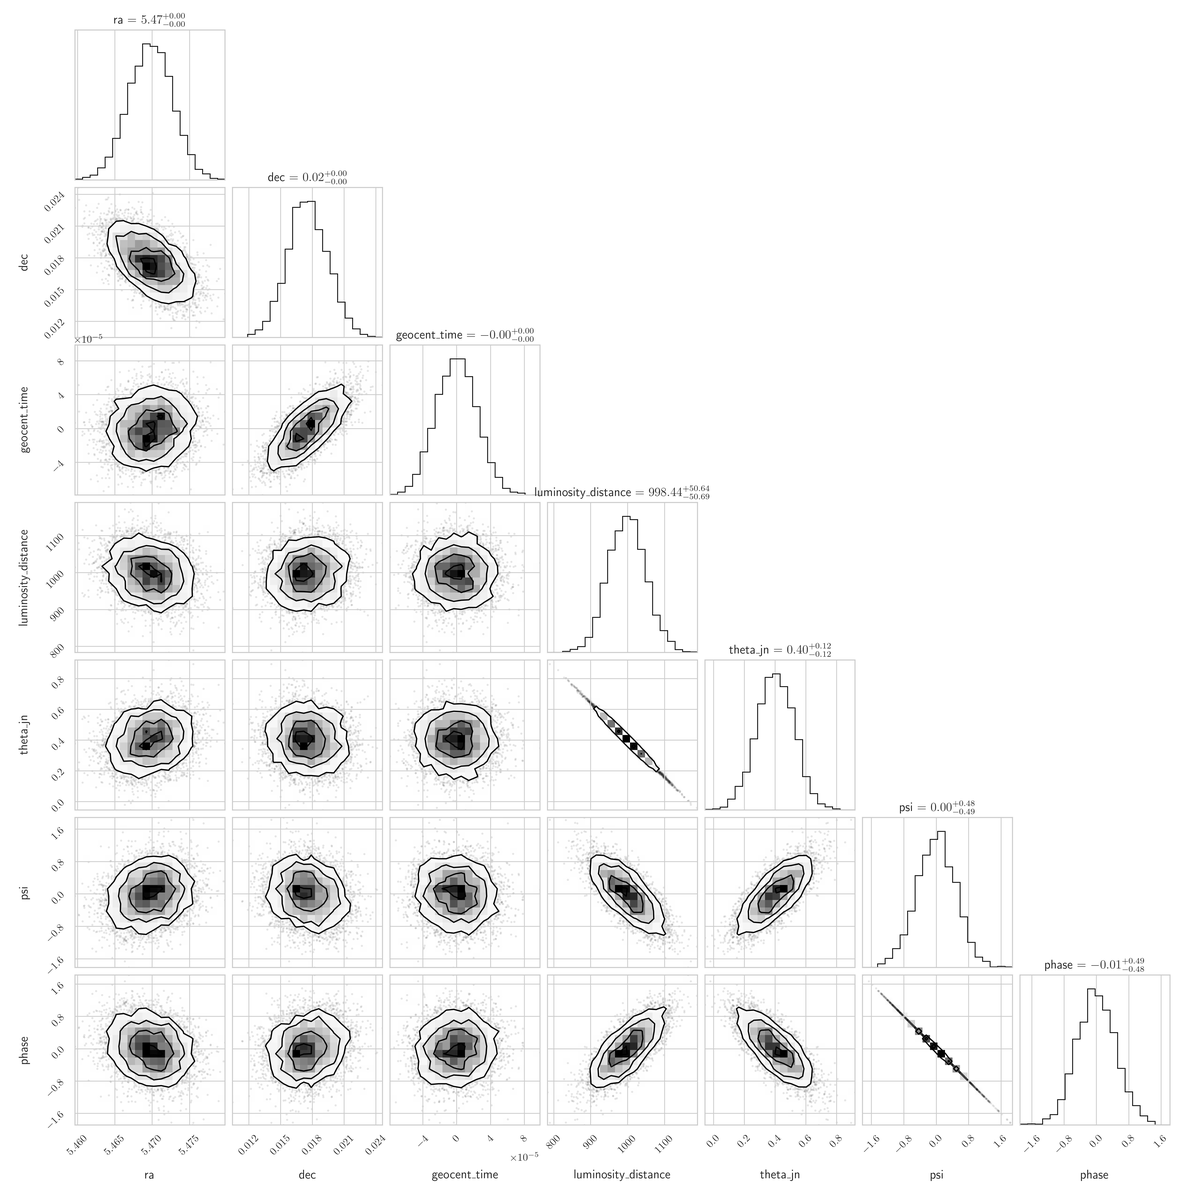 ra = 5.47+0.00 −0.00
dec = 0.02+0.00 −0.00
0.024
0.021
0.018
0.015
0.012
dec
×10−5
geocent_time = −0.00+0.00 −0.00
8
4
0
−4
geocent_time
luminosity_distance = 998.44+50.64 −50.69
1100
1000
900
800
luminosity_distance
theta_jn = 0.40+0.12 −0.12
0.8
0.6
0.4
0.2
0.0
theta_jn
psi = 0.00+0.48 −0.49
1.6
0.8
0.0
−0.8
−1.6
psi
phase = −0.01+0.49 −0.48
1.6
0.8
0.0
−0.8
−1.6
phase
5.460 5.465 5.470 5.475 0.012 0.015 0.018 0.021 0.024 −4 0 4 8 800 900 1000 1100 0.0 0.2 0.4 0.6 0.8 −1.6 −0.8 0.0 0.8 1.6 −1.6 −0.8 0.0 0.8 1.6
×10−5
ra dec geocent_time luminosity_distance theta_jn psi phase